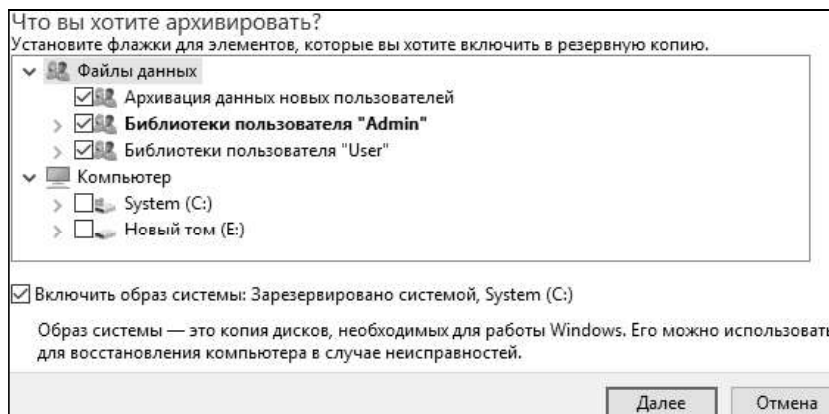 Что вы хотите архивировать?
Установите флажки для элементов, которые вы хотите включить в резервную копию.
Файлы данных
Архивация данных новых пользователей
Библиотеки пользователя "Admin"
Библиотеки пользователя "User"
Компьютер
System (C:)
Новый том (E:)
Включить образ системы: Зарезервировано системой, System (C:)
Образ системы — это копия дисков, необходимых для работы Windows. Его можно использовать
для восстановления компьютера в случае неисправностей.
Далее Отмена